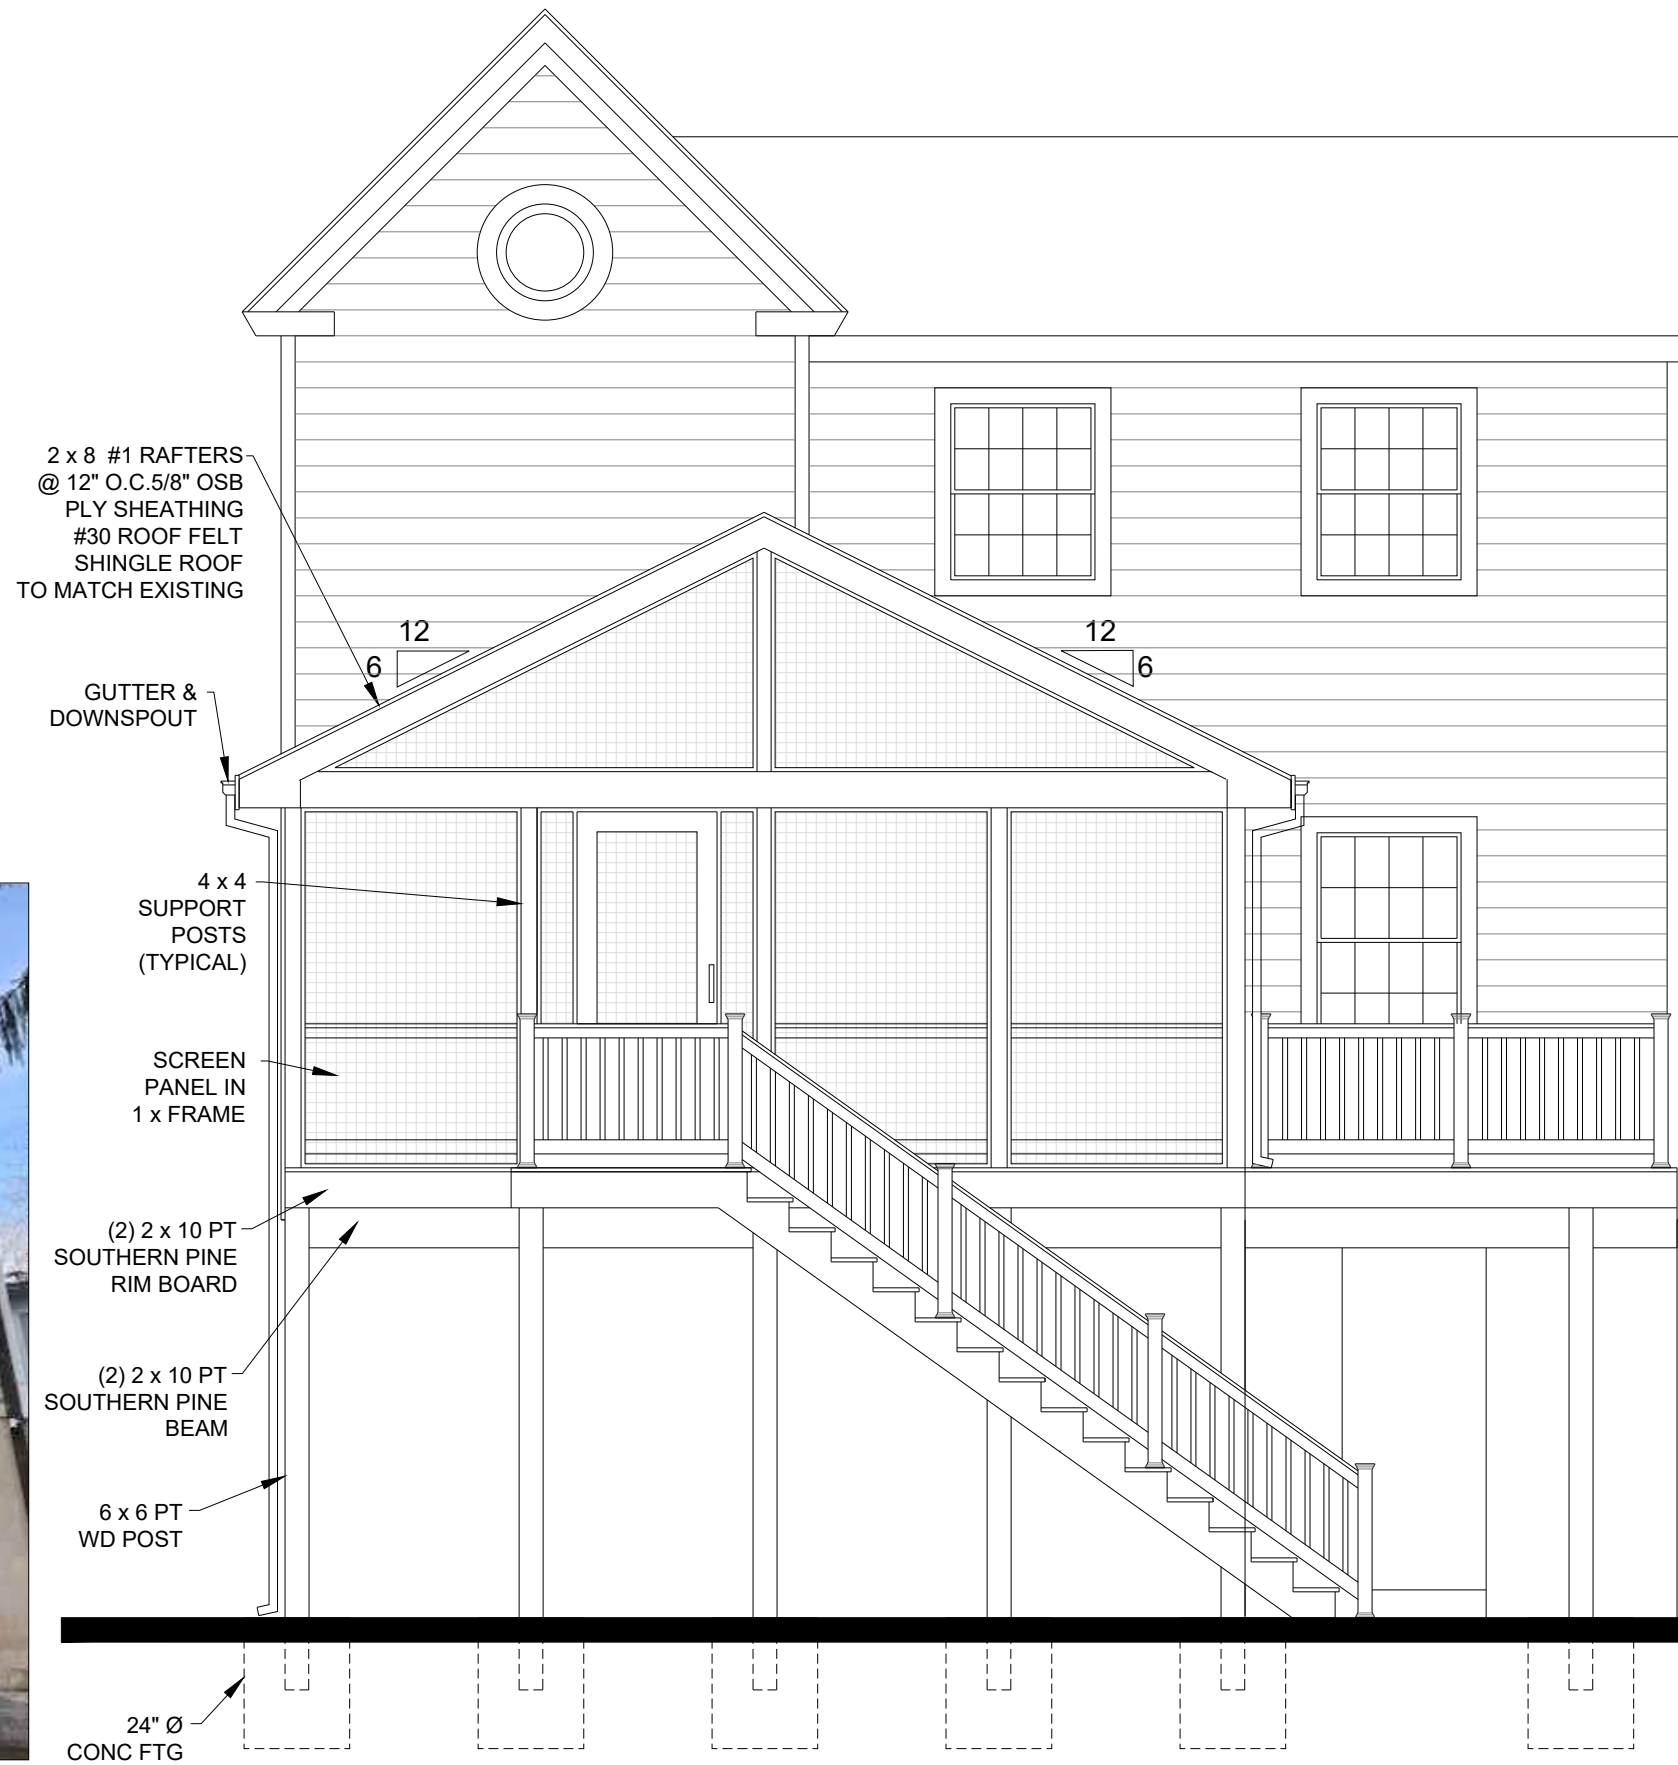 2 x 8  #1 RAFTERS
@ 12" O.C.5/8" OSB
PLY SHEATHING
#30 ROOF FELT
SHINGLE ROOF
TO MATCH EXISTING
12
6
12
6
GUTTER &
DOWNSPOUT
4 x 4
SUPPORT
POSTS
(TYPICAL)
SCREEN
PANEL IN
1 x FRAME
(2) 2 x 10 PT
SOUTHERN PINE
RIM BOARD
(2) 2 x 10 PT
SOUTHERN PINE
BEAM
6 x 6 PT
WD POST
24" Ø
CONC FTG